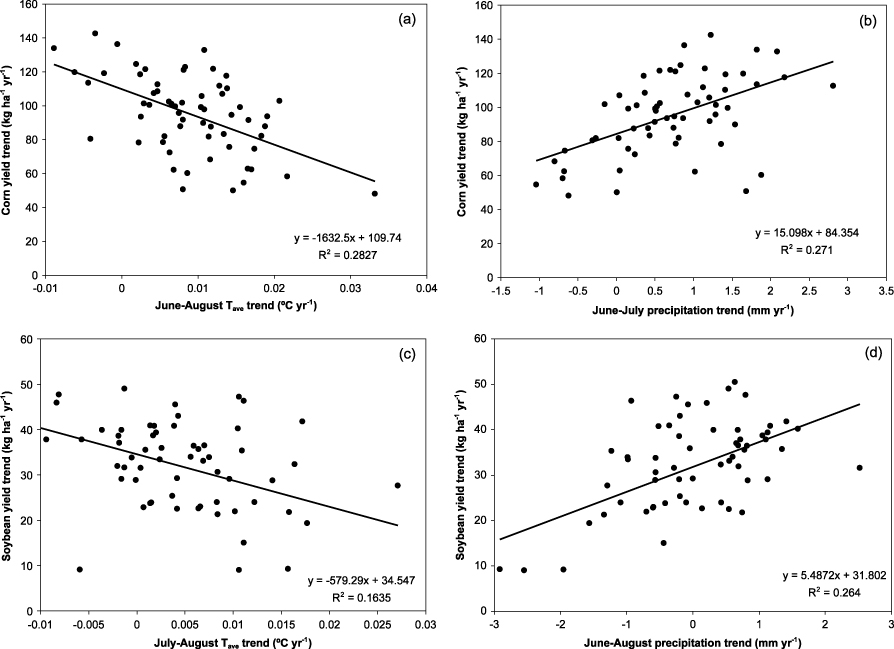 (a)
160
140
120
100
80
60
40
20
0
Corn yield trend (kg ha⁻¹ yr⁻¹)
y = -1632.5x + 109.74
R² = 0.2827
-0.01 0 0.01 0.02 0.03 0.04
June-August Tave trend (ºC yr⁻¹)
(b)
160
140
120
100
80
60
40
20
0
Corn yield trend (kg ha⁻¹ yr⁻¹)
y = 15.098x + 84.354
R² = 0.271
-1.5 -1 -0.5 0 0.5 1 1.5 2 2.5 3 3.5
June-July precipitation trend (mm yr⁻¹)
(c)
60
50
40
30
20
10
0
Soybean yield trend (kg ha⁻¹ yr⁻¹)
y = -579.29x + 34.547
R² = 0.1635
-0.01 -0.005 0 0.005 0.01 0.015 0.02 0.025 0.03
July-August Tave trend (ºC yr⁻¹)
(d)
60
50
40
30
20
10
0
Soybean yield trend (kg ha⁻¹ yr⁻¹)
y = 5.4872x + 31.802
R² = 0.264
-3 -2 -1 0 1 2 3
June-August precipitation trend (mm yr⁻¹)